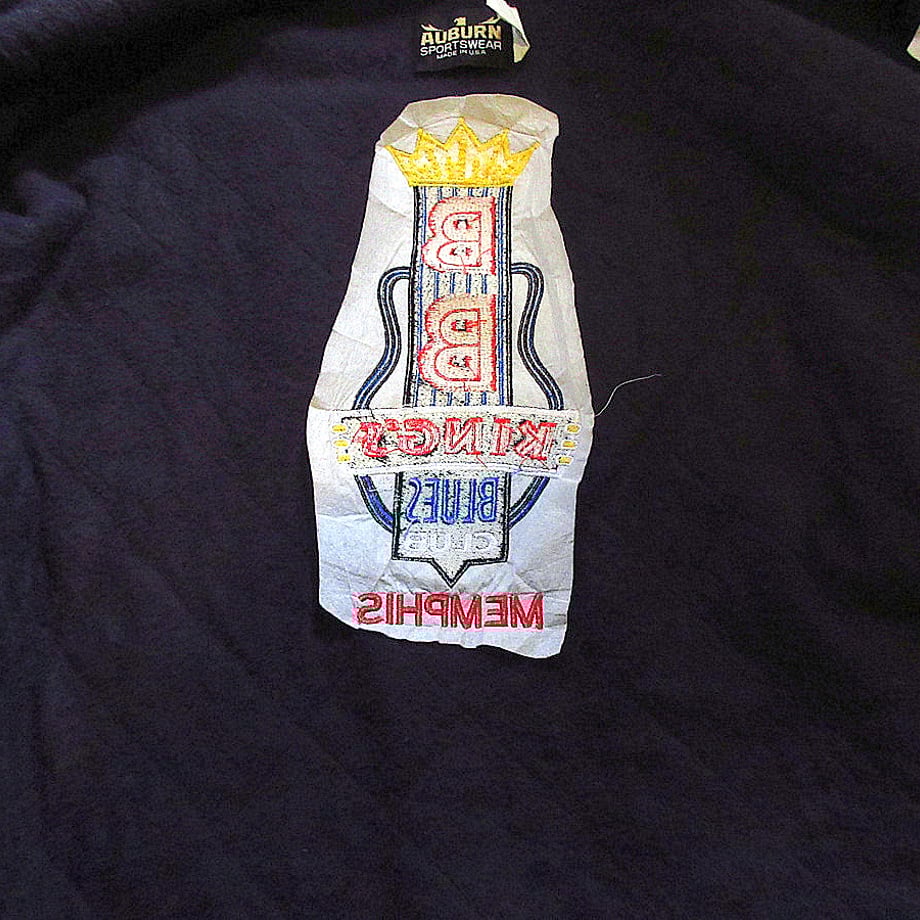 AUBURN
SPORTSWEAR
MADE IN USA
B
B
KING'S
BLUES
CLUB
MEMPHIS